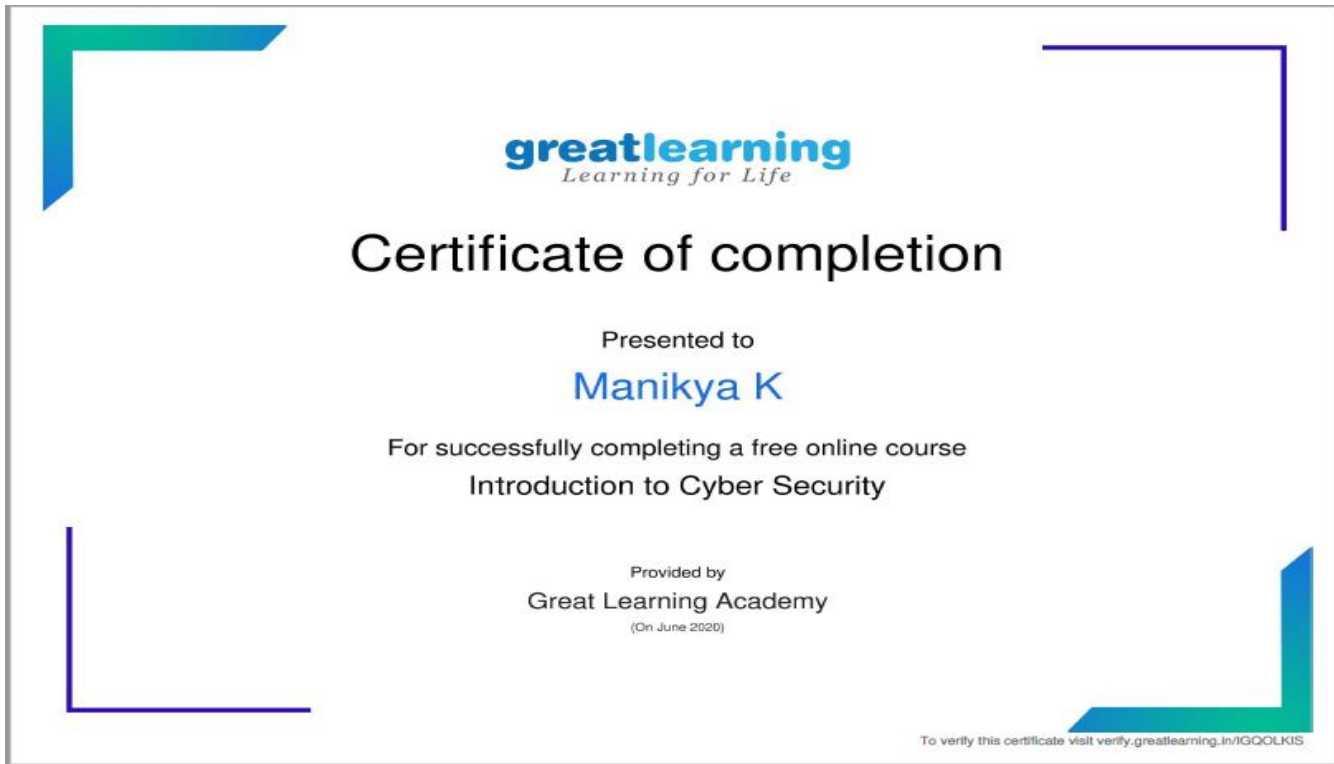 greatlearning
Learning for Life
Certificate of completion
Presented to
Manikya K
For successfully completing a free online course
Introduction to Cyber Security
Provided by
Great Learning Academy
(On June 2020)
To verify this certificate visit verify.greatlearning.in/IGQOLKIS